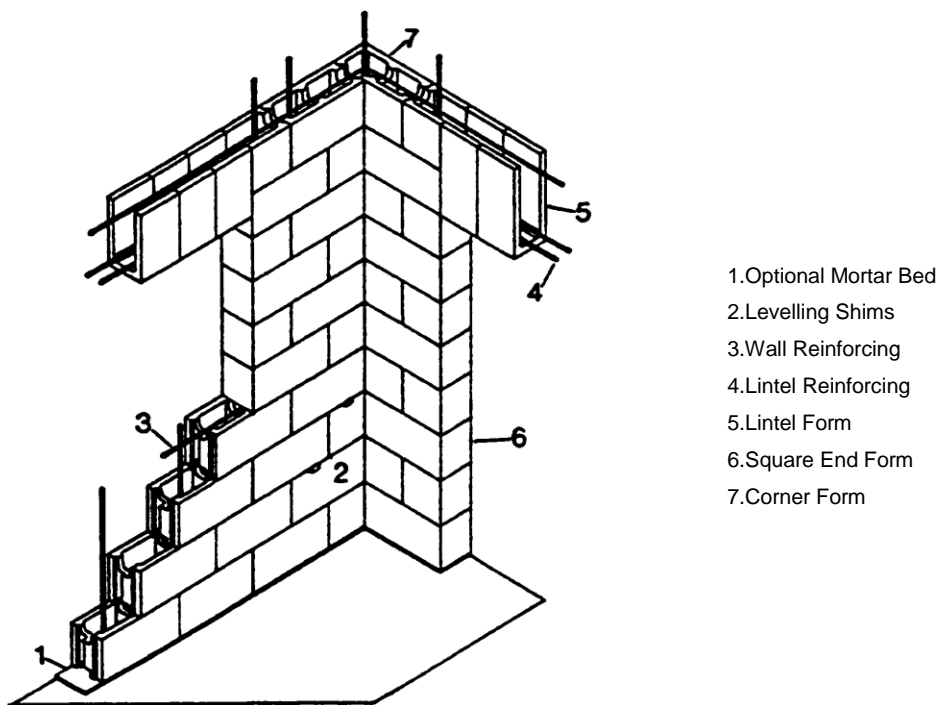 7
5
4
3
6
2
1
1.Optional Mortar Bed
2.Levelling Shims
3.Wall Reinforcing
4.Lintel Reinforcing
5.Lintel Form
6.Square End Form
7.Corner Form